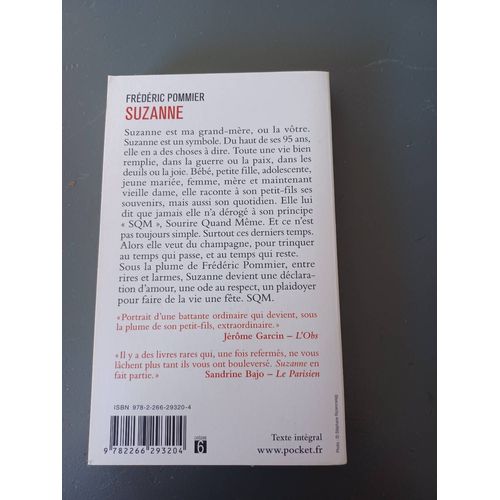 FRÉDÉRIC POMMIER
SUZANNE
Suzanne est ma grand-mère, ou la vôtre.
Suzanne est un symbole. Du haut de ses 95 ans,
elle en a des choses à dire. Toute une vie bien
remplie, dans la guerre ou la paix, dans les
deuils ou la joie. Bébé, petite fille, adolescente,
jeune mariée, femme, mère et maintenant
vieille dame, elle raconte à son petit-fils ses
souvenirs, mais aussi son quotidien. Elle lui
dit que jamais elle n'a dérogé à son principe
« SQM », Sourire Quand Même. Et ce n'est
pas toujours simple. Surtout ces derniers temps.
Alors elle veut du champagne, pour trinquer
au temps qui passe, et au temps qui reste.
Sous la plume de Frédéric Pommier, entre
rires et larmes, Suzanne devient une déclara-
tion d'amour, une ode au respect, un plaidoyer
pour faire de la vie une fête. SQM.
« Portrait d'une battante ordinaire qui devient, sous
la plume de son petit-fils, extraordinaire. »
Jérôme Garcin – L'Obs
« Il y a des livres rares qui, une fois refermés, ne vous
lâchent plus tant ils vous ont bouleversé. Suzanne en
fait partie. » Sandrine Bajo – Le Parisien
ISBN 978-2-266-29320-4
9 782266 293204
6
Texte intégral
www.pocket.fr